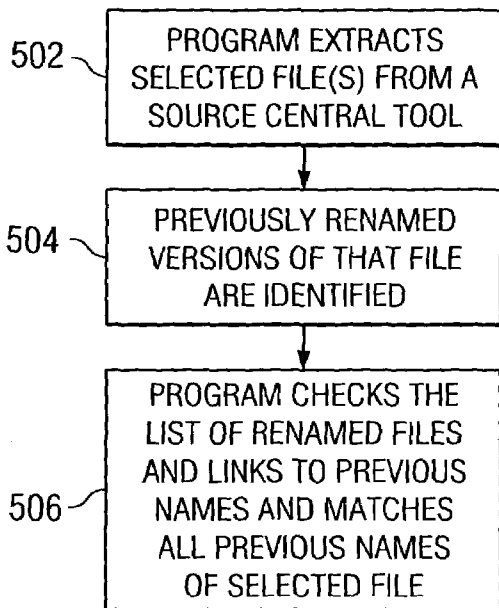 502
PROGRAM EXTRACTS
SELECTED FILE(S) FROM A
SOURCE CENTRAL TOOL
504
PREVIOUSLY RENAMED
VERSIONS OF THAT FILE
ARE IDENTIFIED
506
PROGRAM CHECKS THE
LIST OF RENAMED FILES
AND LINKS TO PREVIOUS
NAMES AND MATCHES
ALL PREVIOUS NAMES
OF SELECTED FILE